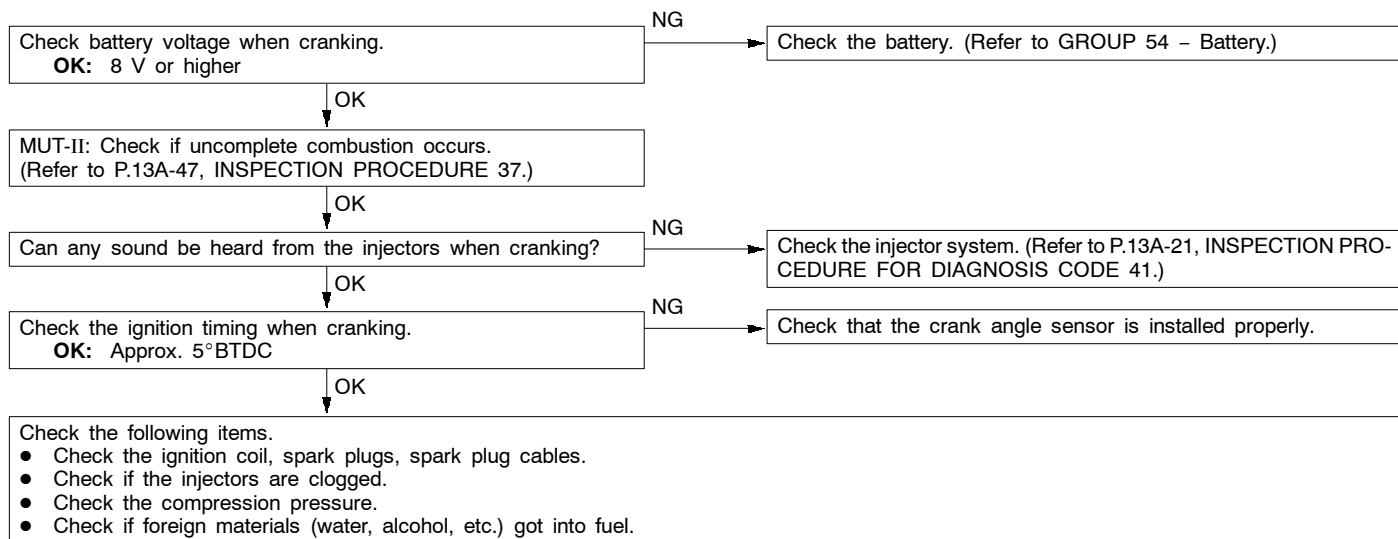 Check battery voltage when cranking.
OK: 8 V or higher
NG
Check the battery. (Refer to GROUP 54 – Battery.)
OK
MUT-II: Check if uncomplete combustion occurs.
(Refer to P.13A-47, INSPECTION PROCEDURE 37.)
OK
Can any sound be heard from the injectors when cranking?
NG
Check the injector system. (Refer to P.13A-21, INSPECTION PRO-
CEDURE FOR DIAGNOSIS CODE 41.)
OK
Check the ignition timing when cranking.
OK: Approx. 5°BTDC
NG
Check that the crank angle sensor is installed properly.
OK
Check the following items.
● Check the ignition coil, spark plugs, spark plug cables.
● Check if the injectors are clogged.
● Check the compression pressure.
● Check if foreign materials (water, alcohol, etc.) got into fuel.